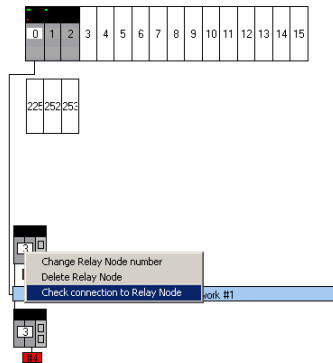 0 1 2 3 4 5 6 7 8 9 10 11 12 13 14 15
225 252 253
3
Change Relay Node number
Delete Relay Node
Check connection to Relay Node
work #1
3
#4